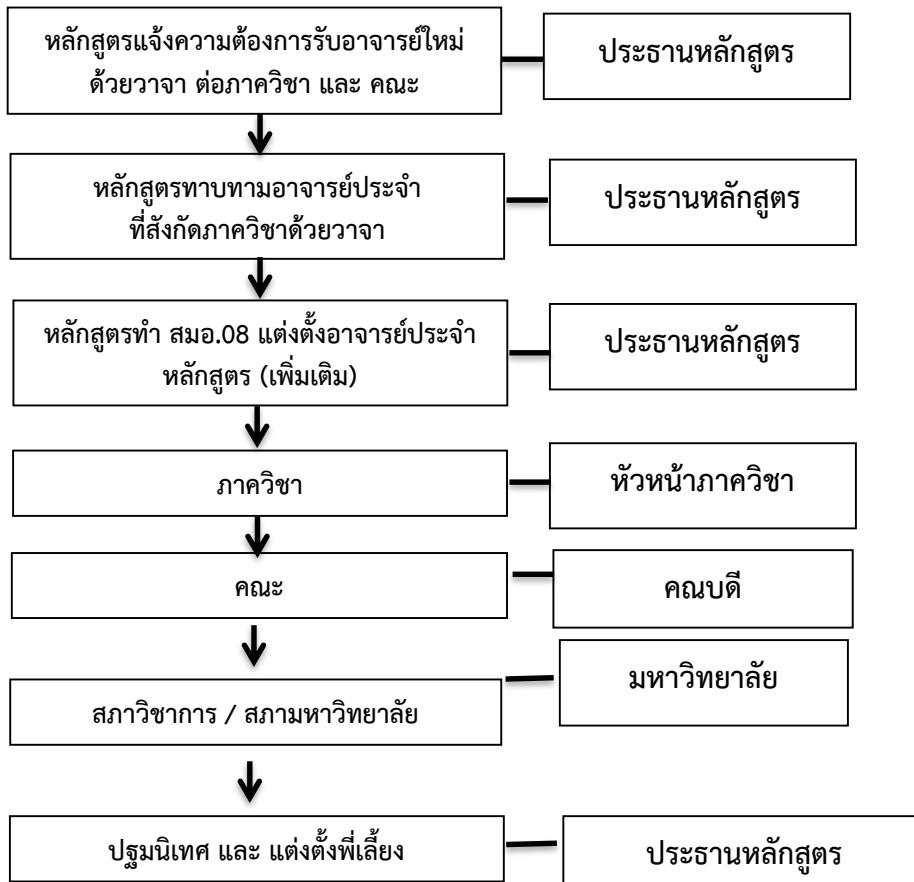 หลักสูตรแจ้งความต้องการรับอาจารย์ใหม่
ด้วยวาจา ต่อภาควิชา และ คณะ
ประธานหลักสูตร
หลักสูตรทาบทามอาจารย์ประจำ
ที่สังกัดภาควิชาด้วยวาจา
ประธานหลักสูตร
หลักสูตรทำ สมอ.08 แต่งตั้งอาจารย์ประจำ
หลักสูตร (เพิ่มเติม)
ประธานหลักสูตร
ภาควิชา
หัวหน้าภาควิชา
คณะ
คณบดี
สภาวิชาการ / สภามหาวิทยาลัย
มหาวิทยาลัย
ปฐมนิเทศ และ แต่งตั้งพี่เลี้ยง
ประธานหลักสูตร